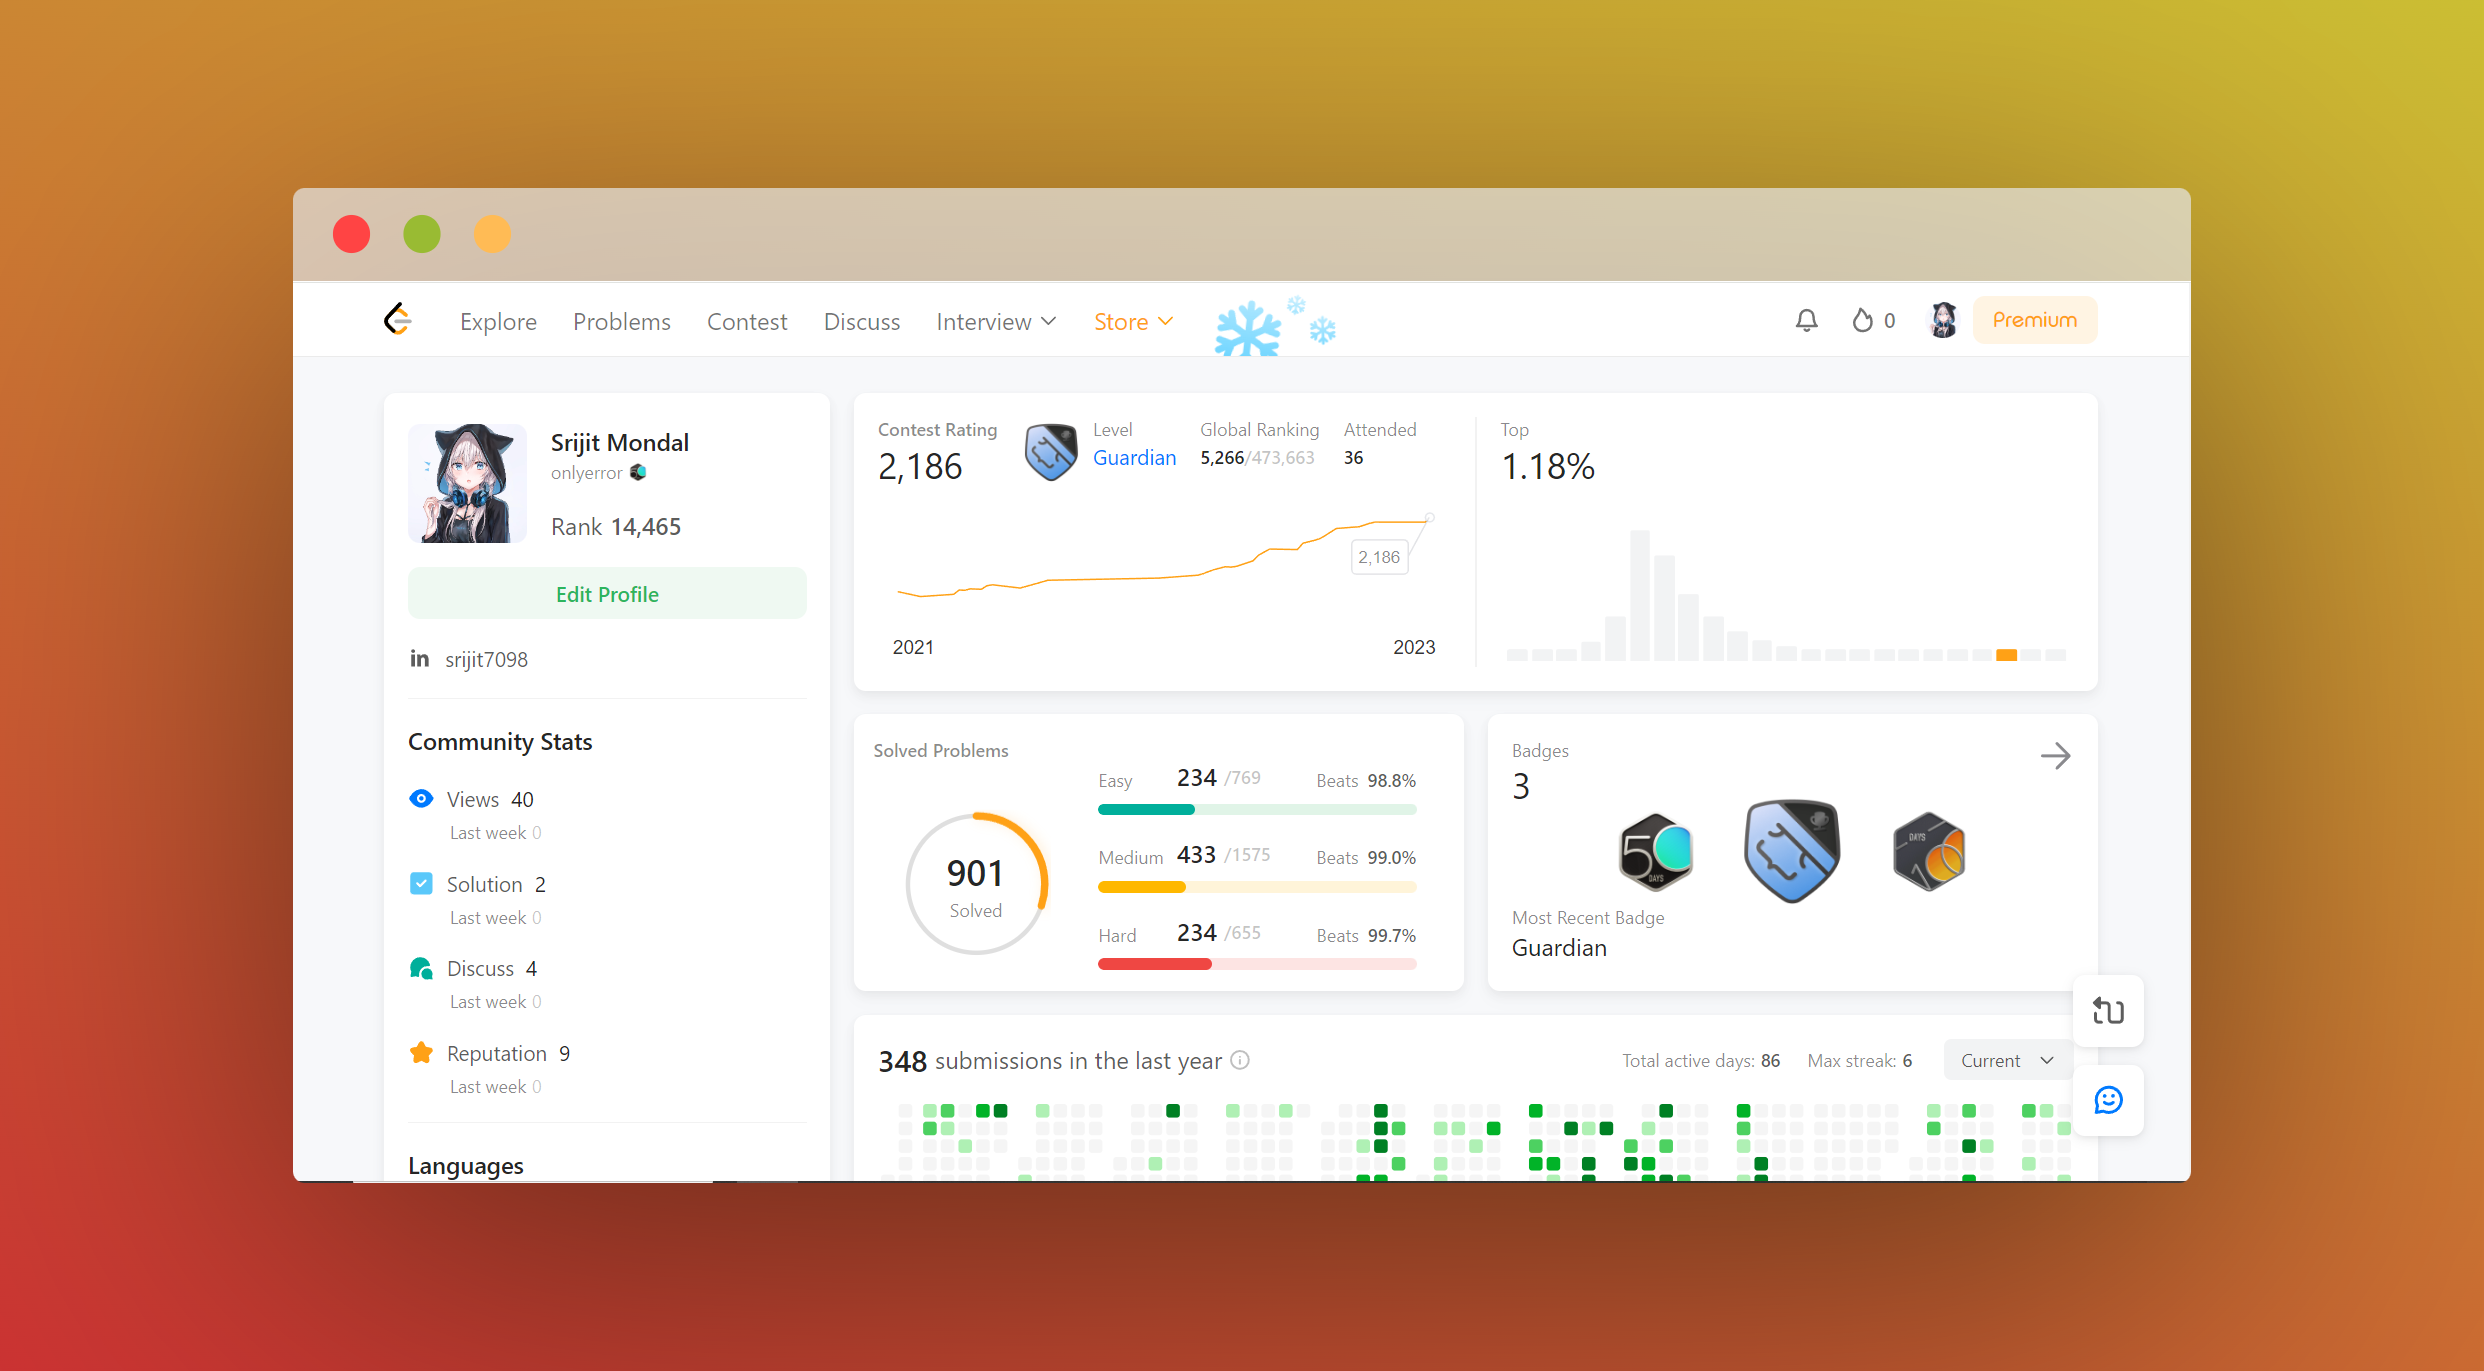 Explore Problems Contest Discuss Interview Store 0 Premium
Srijit Mondal
onlyerror
Rank 14,465
Edit Profile
srijit7098
Community Stats
Views 40
Last week 0
Solution 2
Last week 0
Discuss 4
Last week 0
Reputation 9
Last week 0
Languages
Contest Rating
2,186
Level
Guardian
Global Ranking
5,266/473,663
Attended
36
2,186
2021 2023
Top
1.18%
Solved Problems
901
Solved
Easy 234 /769 Beats 98.8%
Medium 433 /1575 Beats 99.0%
Hard 234 /655 Beats 99.7%
Badges
3
50
DAYS
DAYS
Most Recent Badge
Guardian
348 submissions in the last year
Total active days: 86 Max streak: 6 Current